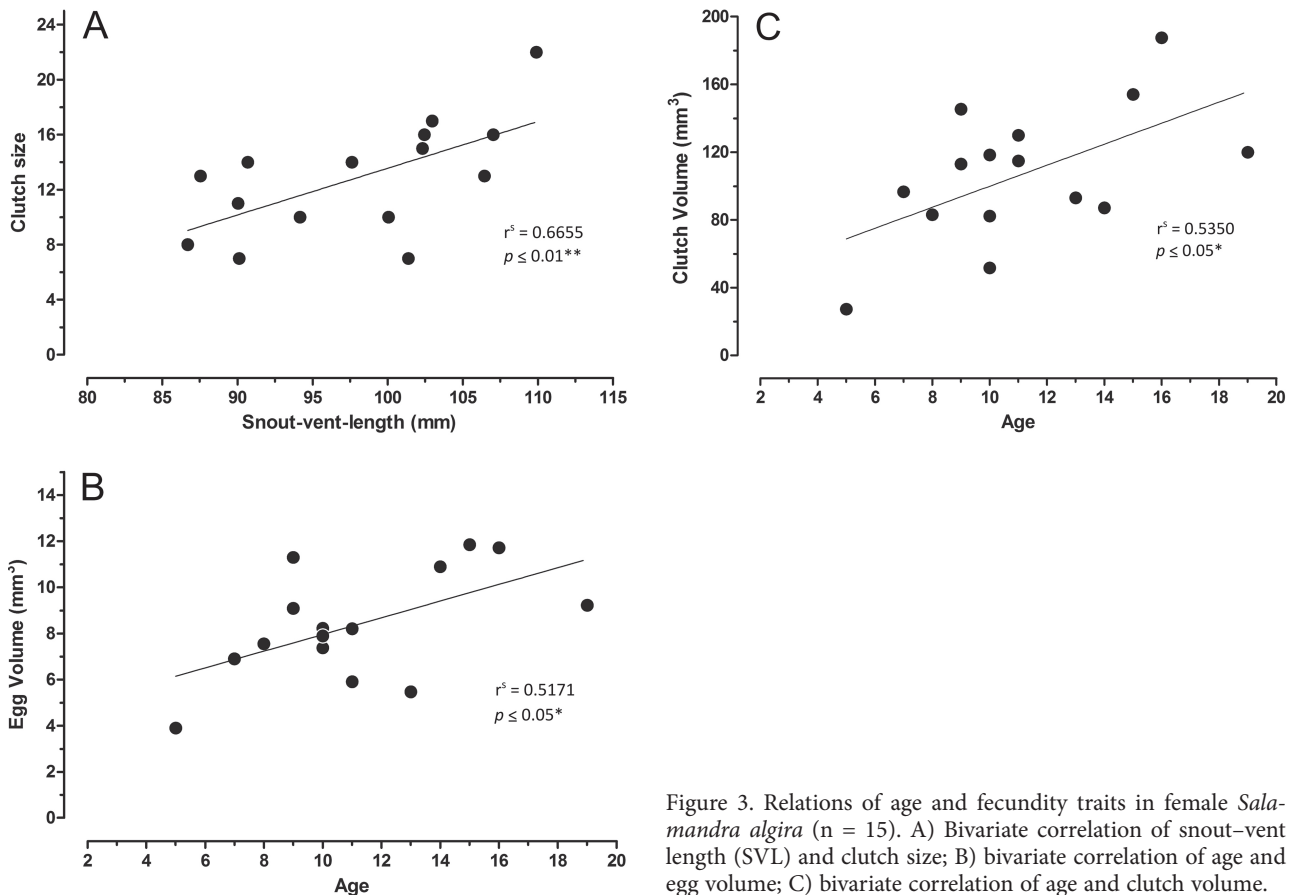 A
Clutch size
24
20
16
12
8
4
0
rˢ = 0.6655
p ≤ 0.01**
80 85 90 95 100 105 110 115
Snout-vent-length (mm)
C
Clutch Volume (mm³)
200
160
120
80
40
0
rˢ = 0.5350
p ≤ 0.05*
2 4 6 8 10 12 14 16 18 20
Age
B
Egg Volume (mm³)
14
12
10
8
6
4
2
0
rˢ = 0.5171
p ≤ 0.05*
2 4 6 8 10 12 14 16 18 20
Age
Figure 3. Relations of age and fecundity traits in female Sala-
mandra algira (n = 15). A) Bivariate correlation of snout–vent
length (SVL) and clutch size; B) bivariate correlation of age and
egg volume; C) bivariate correlation of age and clutch volume.